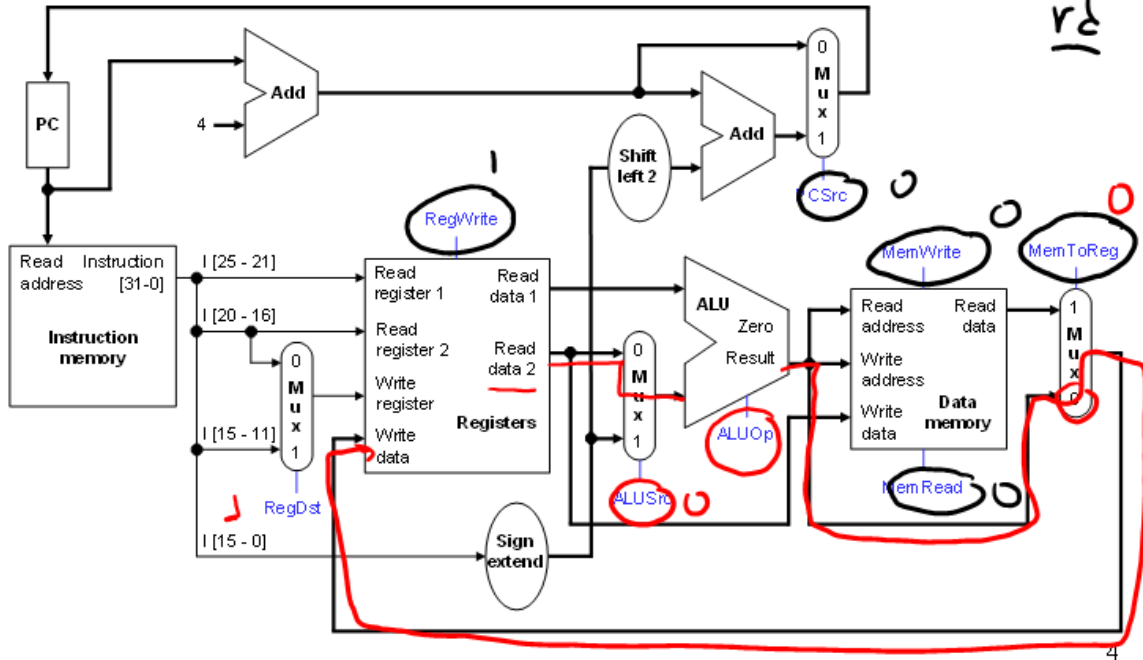 rd
0
M
u
x
1
Add
PC
4
Add
Shift
left 2
PCSrc
0
1
RegWrite
0
0
MemWrite
MemToReg
Read
address
Instruction
[31-0]
Instruction
memory
I [25 - 21]
I [20 - 16]
I [15 - 11]
I [15 - 0]
0
M
u
x
1
1
RegDst
Read
register 1
Read
data 1
Read
register 2
Read
data 2
Write
register
Write
data
Registers
Sign
extend
0
M
u
x
1
ALUSrc
0
ALU
Zero
Result
ALUOp
Read
address
Read
data
Write
address
Write
data
Data
memory
MemRead
0
1
M
u
x
0
4